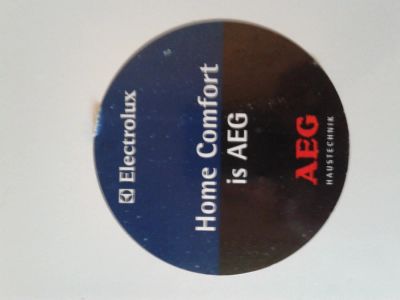 Electrolux
Home Comfort
is AEG
AEG
HAUSTECHNIK